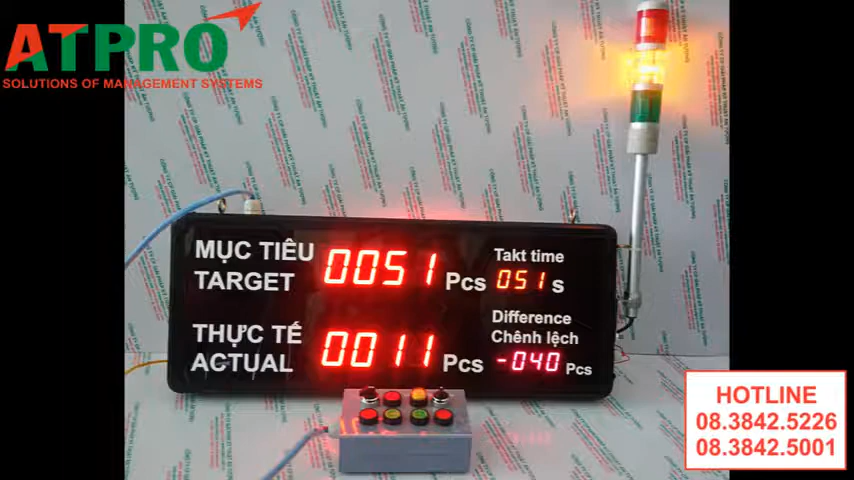 ATPRO
SOLUTIONS OF MANAGEMENT SYSTEMS
MỤC TIÊU
TARGET
0051 Pcs
Takt time
051 s
THỰC TẾ
ACTUAL
0011 Pcs
Difference
Chênh lệch
-040 Pcs
HOTLINE
08.3842.5226
08.3842.5001